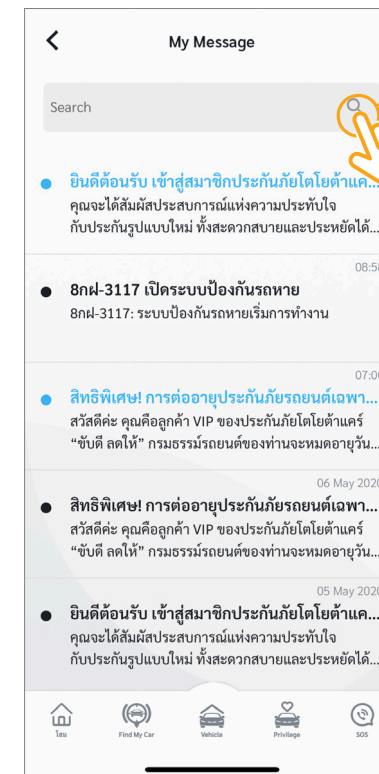 My Message
Search
ยินดีต้อนรับ เข้าสู่สมาชิกประกันภัยโตโยต้าแค...
คุณจะได้สัมผัสประสบการณ์แห่งความประทับใจ
กับประกันรูปแบบใหม่ ทั้งสะดวกสบายและประหยัดได้...
08:58
8กฝ-3117 เปิดระบบป้องกันรถหาย
8กฝ-3117: ระบบป้องกันรถหายเริ่มการทำงาน
07:00
สิทธิพิเศษ! การต่ออายุประกันภัยรถยนต์เฉพา...
สวัสดีค่ะ คุณคือลูกค้า VIP ของประกันภัยโตโยต้าแคร์
“ขับดี ลดให้” กรมธรรม์รถยนต์ของท่านจะหมดอายุวัน...
06 May 2020
สิทธิพิเศษ! การต่ออายุประกันภัยรถยนต์เฉพา...
สวัสดีค่ะ คุณคือลูกค้า VIP ของประกันภัยโตโยต้าแคร์
“ขับดี ลดให้” กรมธรรม์รถยนต์ของท่านจะหมดอายุวัน...
05 May 2020
ยินดีต้อนรับ เข้าสู่สมาชิกประกันภัยโตโยต้าแค...
คุณจะได้สัมผัสประสบการณ์แห่งความประทับใจ
กับประกันรูปแบบใหม่ ทั้งสะดวกสบายและประหยัดได้...
โฮม Find My Car Vehicle Privilege SOS